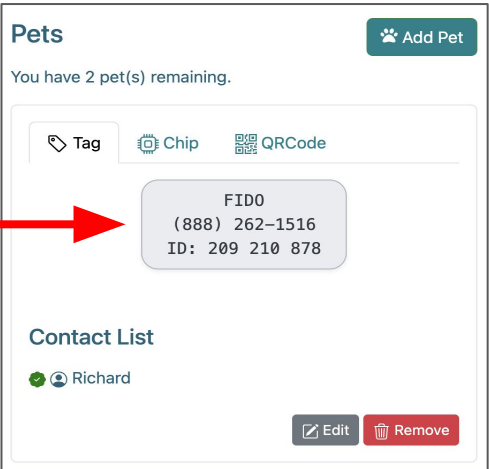 Pets
Add Pet
You have 2 pet(s) remaining.
Tag
Chip
QRCode
FIDO
(888) 262-1516
ID: 209 210 878
Contact List
Richard
Edit
Remove